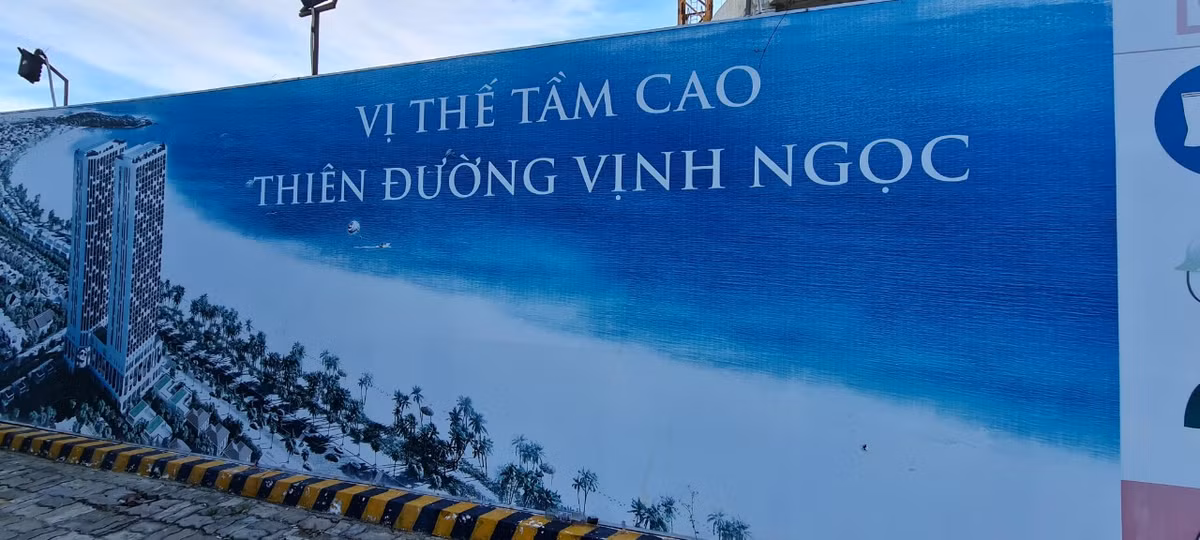 VỊ THẾ TẦM CAO
THIÊN ĐƯỜNG VỊNH NGỌC